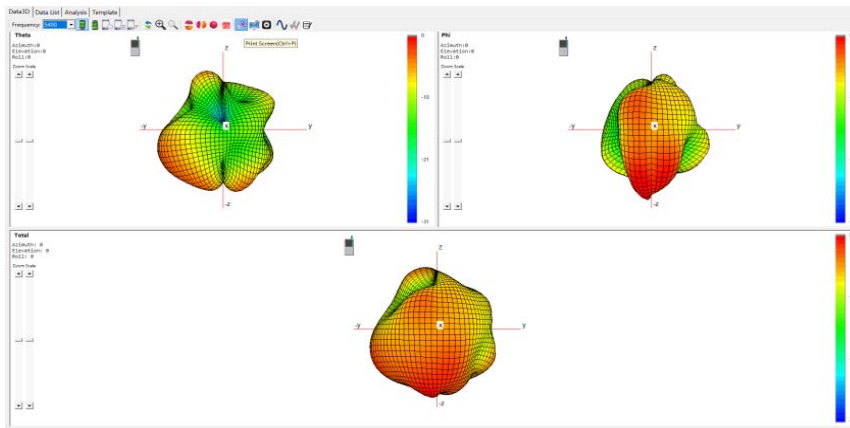 Data3D Data List Analysis Template
Frequency: 5400
Print Screen(Ctrl+P)
Theta
Azimuth:0
Elevation:0
Roll:0
Zoom Scale
z
-y x y
-z
0
-10
-21
-31
Phi
Azimuth:0
Elevation:0
Roll:0
Zoom Scale
z
-y x y
-z
Total
Azimuth: 0
Elevation: 0
Roll: 0
Zoom Scale
z
-y x y
-z